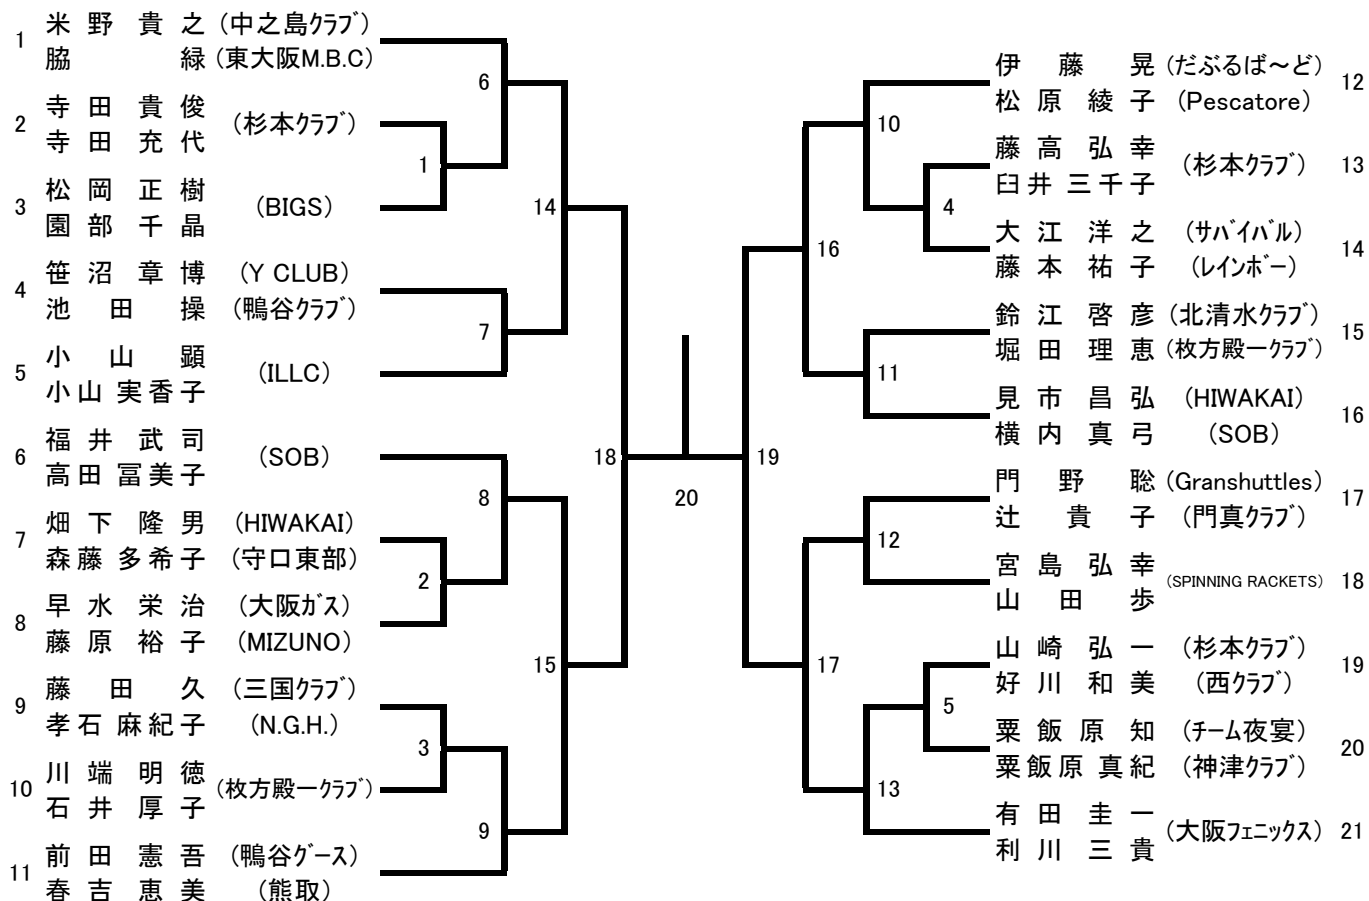 1 米野貴之 (中之島クラブ)
脇 緑 (東大阪M.B.C)
2 寺田貴俊 (杉本クラブ)
寺田充代
3 松岡正樹 (BIGS)
園部千晶
4 笹沼章博 (Y CLUB)
池田操 (鴨谷クラブ)
5 小山顕 (ILLC)
小山 実香子
6 福井武司 (SOB)
高田 冨美子
7 畑下隆男 (HIWAKAI)
森藤 多希子 (守口東部)
8 早水栄治 (大阪ガス)
藤原裕子 (MIZUNO)
9 藤田久 (三国クラブ)
孝石 麻紀子 (N.G.H.)
10 川端明徳 (枚方殿一クラブ)
石井厚子
11 前田憲吾 (鴨谷グース)
春吉恵美 (熊取)
6
1
14
7
18
8
2
15
3
9
20
伊藤晃 (だぶるば～ど) 12
松原綾子 (Pescatore)
藤高弘幸 (杉本クラブ) 13
臼井 三千子
大江洋之 (サバイバル) 14
藤本祐子 (レインボー)
鈴江啓彦 (北清水クラブ) 15
堀田理恵 (枚方殿一クラブ)
見市昌弘 (HIWAKAI) 16
横内真弓 (SOB)
門野聡 (Granshuttles) 17
辻貴子 (門真クラブ)
宮島弘幸 (SPINNING RACKETS) 18
山田歩
山崎弘一 (杉本クラブ) 19
好川和美 (西クラブ)
粟飯原知 (チーム夜宴) 20
粟飯原 真紀 (神津クラブ)
有田圭一 (大阪フェニックス) 21
利川三貴
10
4
16
11
19
12
17
5
13